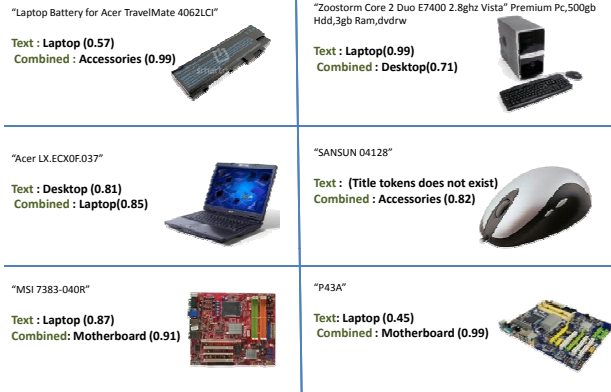 “Laptop Battery for Acer TravelMate 4062LCI”
Text : Laptop (0.57)
Combined : Accessories (0.99)
“Zoostorm Core 2 Duo E7400 2.8ghz Vista” Premium Pc,500gb
Hdd,3gb Ram,dvdrw
Text : Laptop(0.99)
Combined : Desktop(0.71)
“Acer LX.ECX0F.037”
Text : Desktop (0.81)
Combined : Laptop(0.85)
“SANSUN 04128”
Text : (Title tokens does not exist)
Combined : Accessories (0.82)
“MSI 7383-040R”
Text : Laptop (0.87)
Combined: Motherboard (0.91)
“P43A”
Text: Laptop (0.45)
Combined : Motherboard (0.99)